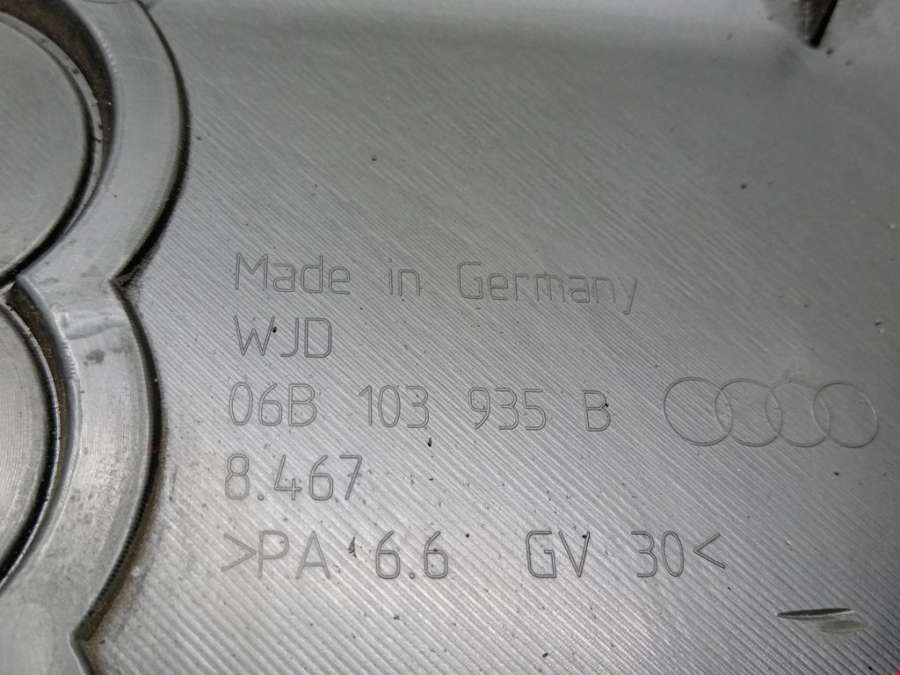 Made in Germany
WJD
06B 103 935 B
8.467
>PA 6.6 GV 30<